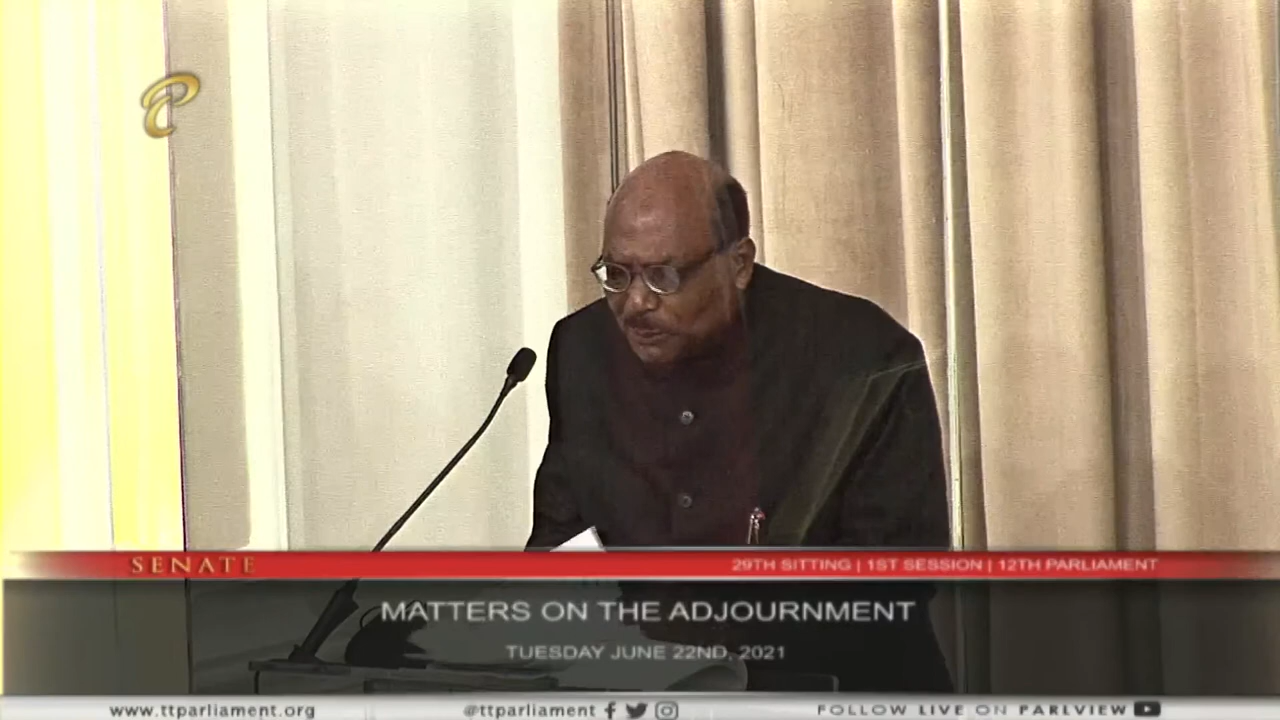 SENATE
29TH SITTING | 1ST SESSION | 12TH PARLIAMENT
MATTERS ON THE ADJOURNMENT
TUESDAY JUNE 22ND, 2021
www.ttparliament.org @ttparliament FOLLOW LIVE ON PARLVIEW